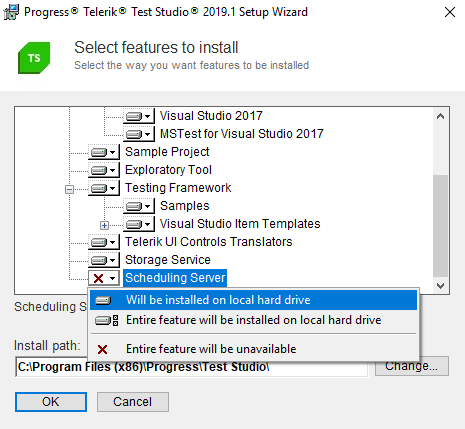 Progress® Telerik® Test Studio® 2019.1 Setup Wizard
TS
Select features to install
Select the way you want features to be installed
Visual Studio 2017
MSTest for Visual Studio 2017
Sample Project
Exploratory Tool
Testing Framework
Samples
Visual Studio Item Templates
Telerik UI Controls Translators
Storage Service
Scheduling Server
Will be installed on local hard drive
Scheduling S
Entire feature will be installed on local hard drive
Entire feature will be unavailable
Install path:
C:\Program Files (x86)\Progress\Test Studio\
Change...
OK
Cancel